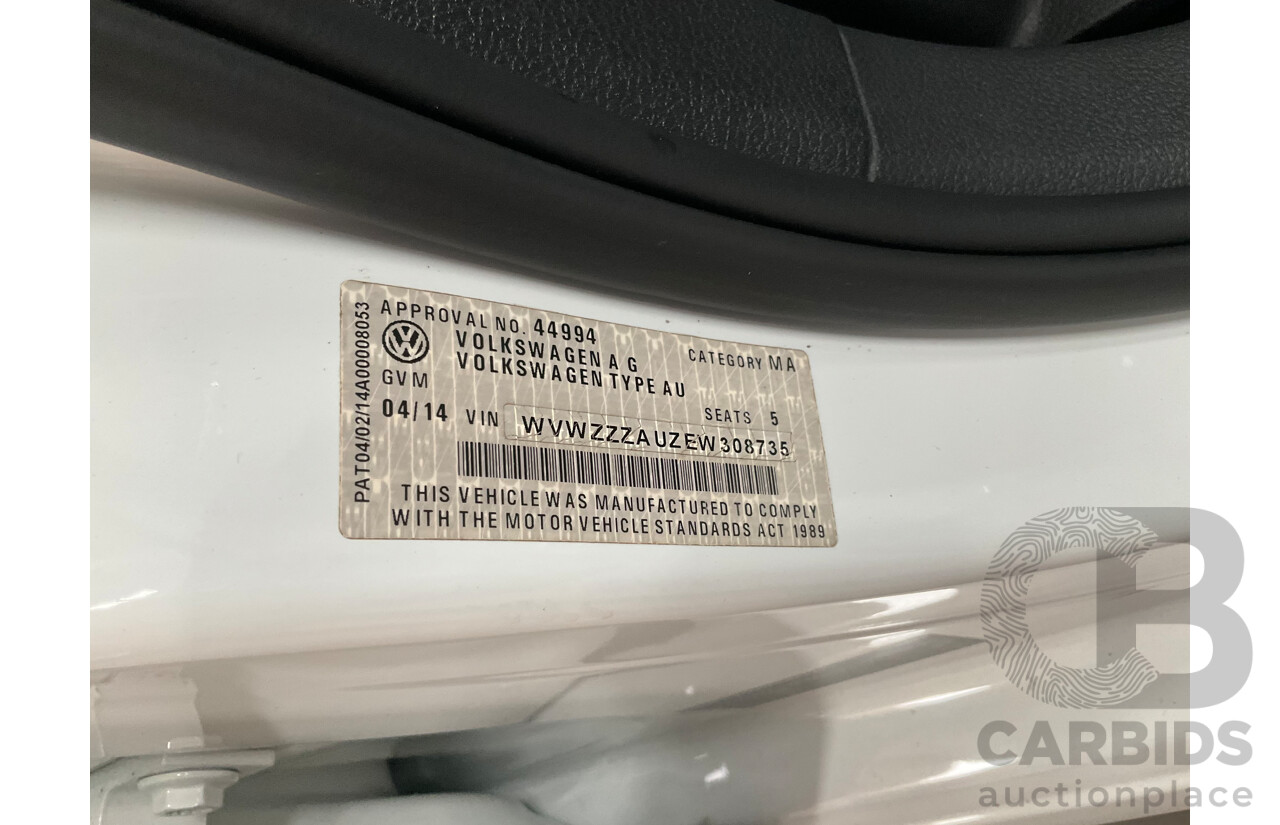 APPROVAL NO. 44994
VOLKSWAGEN A G
CATEGORY MA
VOLKSWAGEN TYPE AU
GVM
SEATS 5
04/14 VIN WVWZZZAUZEW308735
THIS VEHICLE WAS MANUFACTURED TO COMPLY
WITH THE MOTOR VEHICLE STANDARDS ACT 1989
PAT04/02/14A00008053
CB
CARBIDS
auctionplace